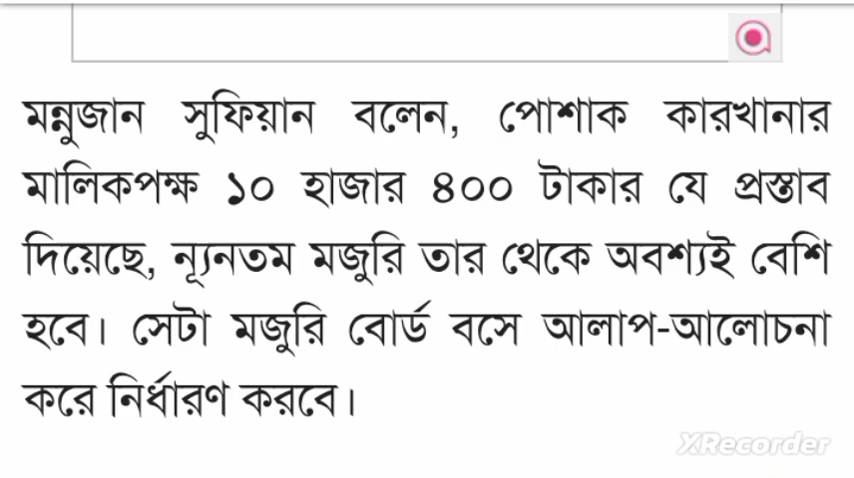 মন্নুজান সুফিয়ান বলেন, পোশাক কারখানার
মালিকপক্ষ ১০ হাজার ৪০০ টাকার যে প্রস্তাব
দিয়েছে, ন্যূনতম মজুরি তার থেকে অবশ্যই বেশি
হবে। সেটা মজুরি বোর্ড বসে আলাপ-আলোচনা
করে নির্ধারণ করবে।
XRecorder